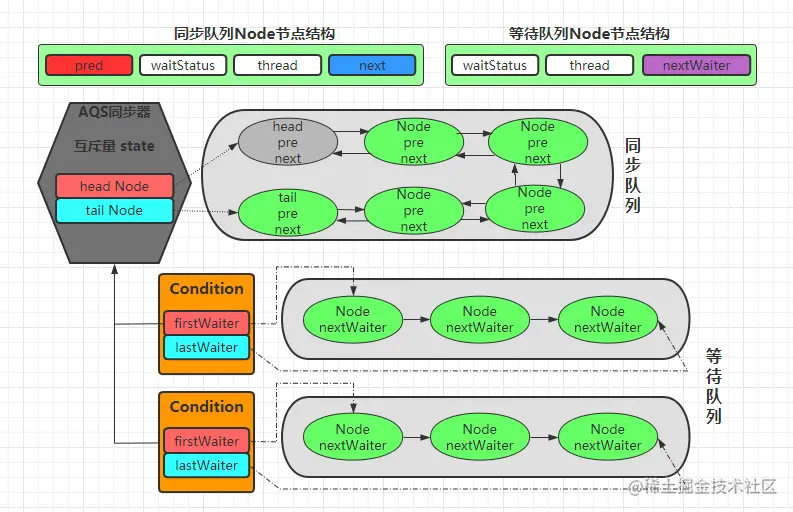 同步队列Node节点结构
等待队列Node节点结构
pred
waitStatus
thread
next
waitStatus
thread
nextWaiter
AQS同步器
互斥量 state
head Node
tail Node
head
pre
next
Node
pre
next
Node
pre
next
tail
pre
next
Node
pre
next
Node
pre
next
同步队列
Condition
firstWaiter
lastWaiter
Node
nextWaiter
Node
nextWaiter
Node
nextWaiter
等待队列
Condition
firstWaiter
lastWaiter
Node
nextWaiter
Node
nextWaiter
Node
nextWaiter
@稀土掘金技术社区